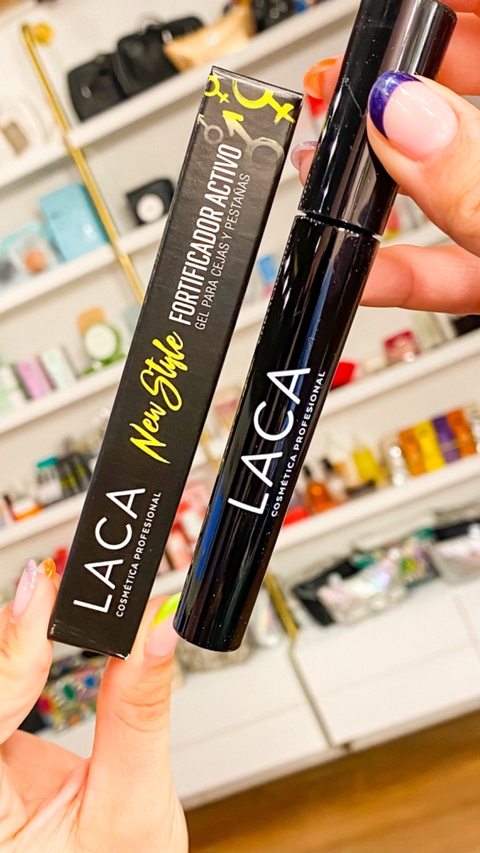 LACA
COSMÉTICA PROFESIONAL
New Style
FORTIFICADOR ACTIVO
GEL PARA CEJAS Y PESTAÑAS
LACA
COSMÉTICA PROFESIONAL